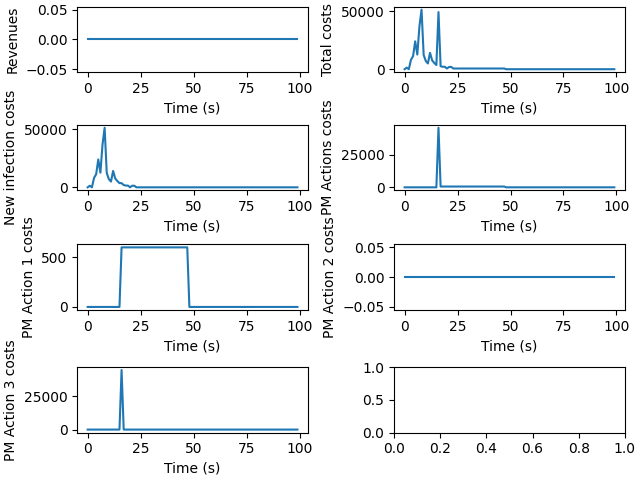 Revenues
0.05
0.00
−0.05
0 25 50 75 100
Time (s)
Total costs
50000
0
0 25 50 75 100
Time (s)
New infection costs
50000
0
0 25 50 75 100
Time (s)
PM Actions costs
25000
0
0 25 50 75 100
Time (s)
PM Action 1 costs
500
0
0 25 50 75 100
Time (s)
PM Action 2 costs
0.05
0.00
−0.05
0 25 50 75 100
Time (s)
PM Action 3 costs
25000
0
0 25 50 75 100
Time (s)
1.0
0.5
0.0
0.0 0.2 0.4 0.6 0.8 1.0